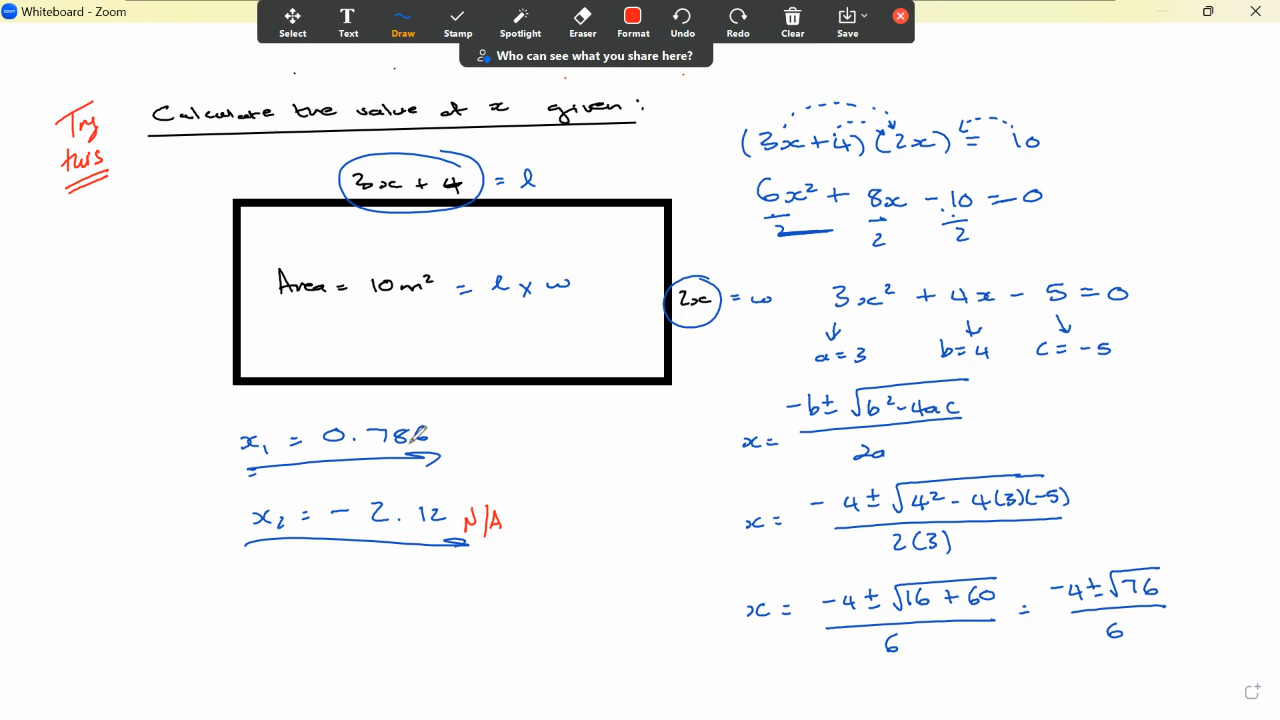 Whiteboard - Zoom
Select Text Draw Stamp Spotlight Eraser Format Undo Redo Clear Save
Who can see what you share here?
Try this
Calculate the value of x given:
3x + 4 = l
Area = 10m² = l x w
2x = w
x₁ = 0.786
x₂ = - 2.12 N/A
(3x+4)(2x) = 10
6x²/2 + 8x/2 - 10/2 = 0
3x² + 4x - 5 = 0
a=3 b=4 c=-5
x= (-b±√(b²-4ac))/2a
x= (-4±√(4²-4(3)(-5)))/2(3)
x = (-4±√(16+60))/6 = (-4±√76)/6